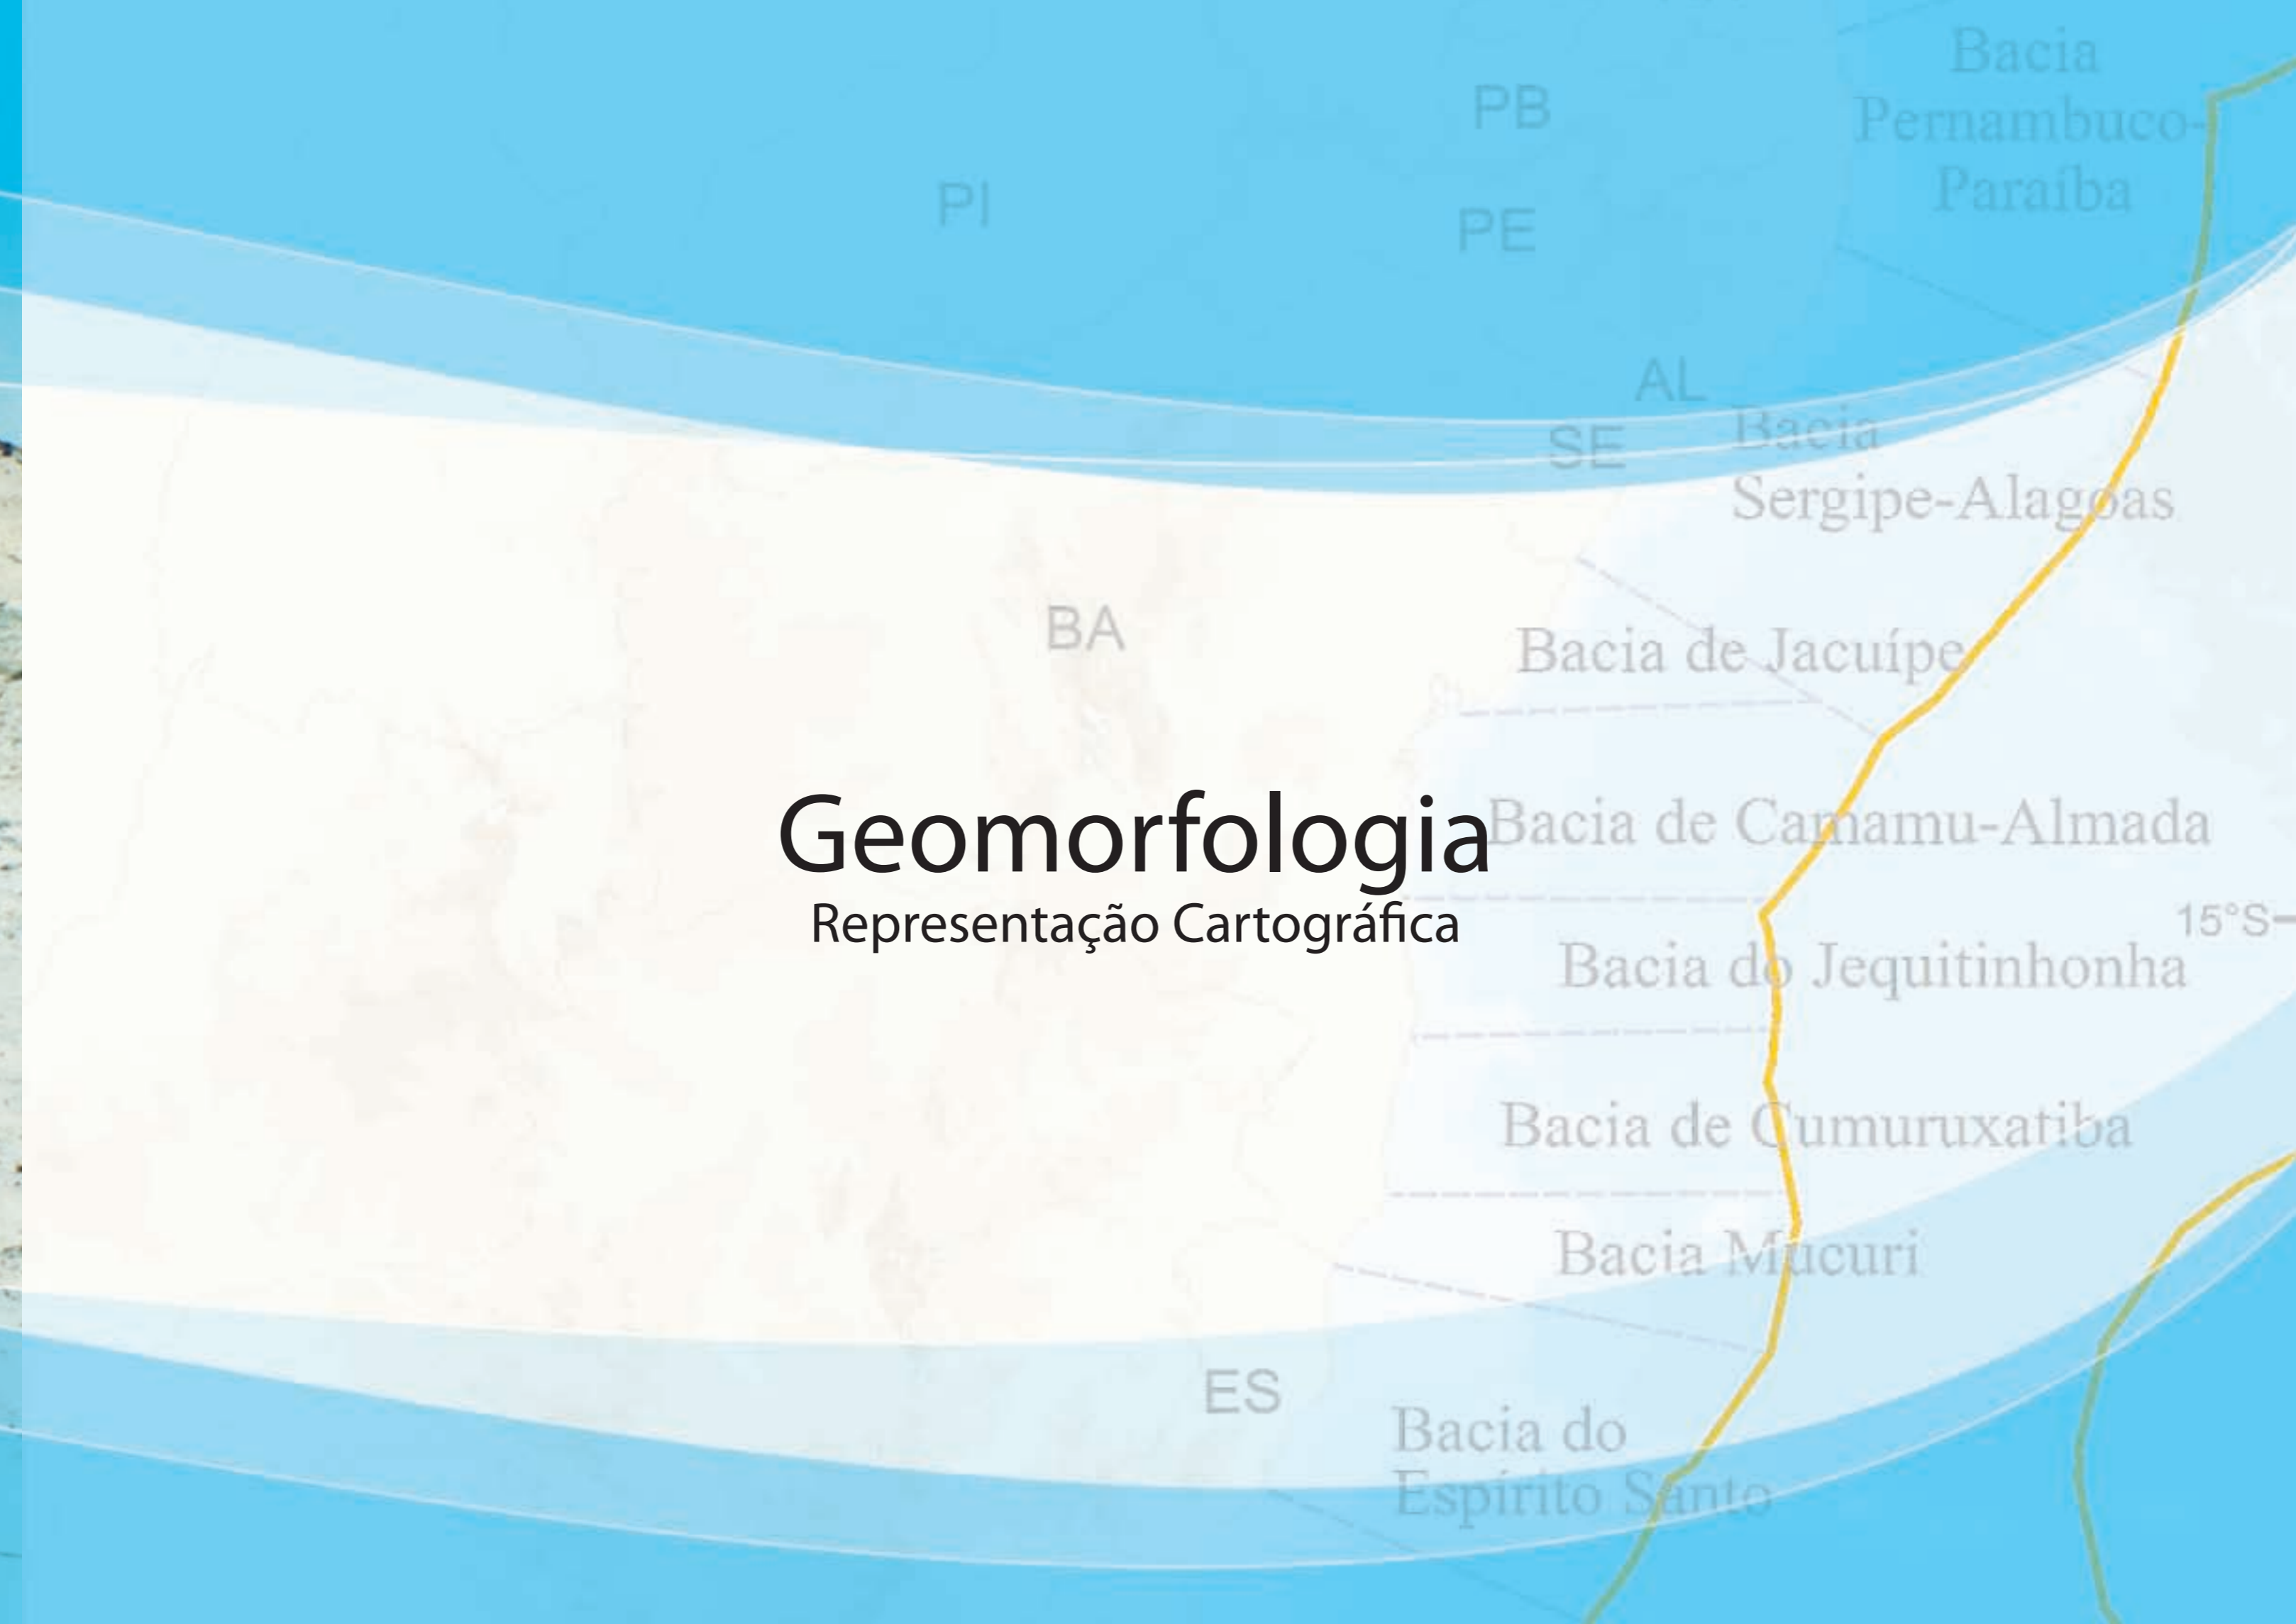 Bacia
Pernambuco-
Paraíba
PB
PI
PE
AL
Bacia
SE
Sergipe-Alagoas
BA
Bacia de Jacuípe
Geomorfologia
Bacia de Camamu-Almada
Representação Cartográfica
15°S
Bacia do Jequitinhonha
Bacia de Cumuruxatiba
Bacia Mucuri
ES
Bacia do
Espírito Santo